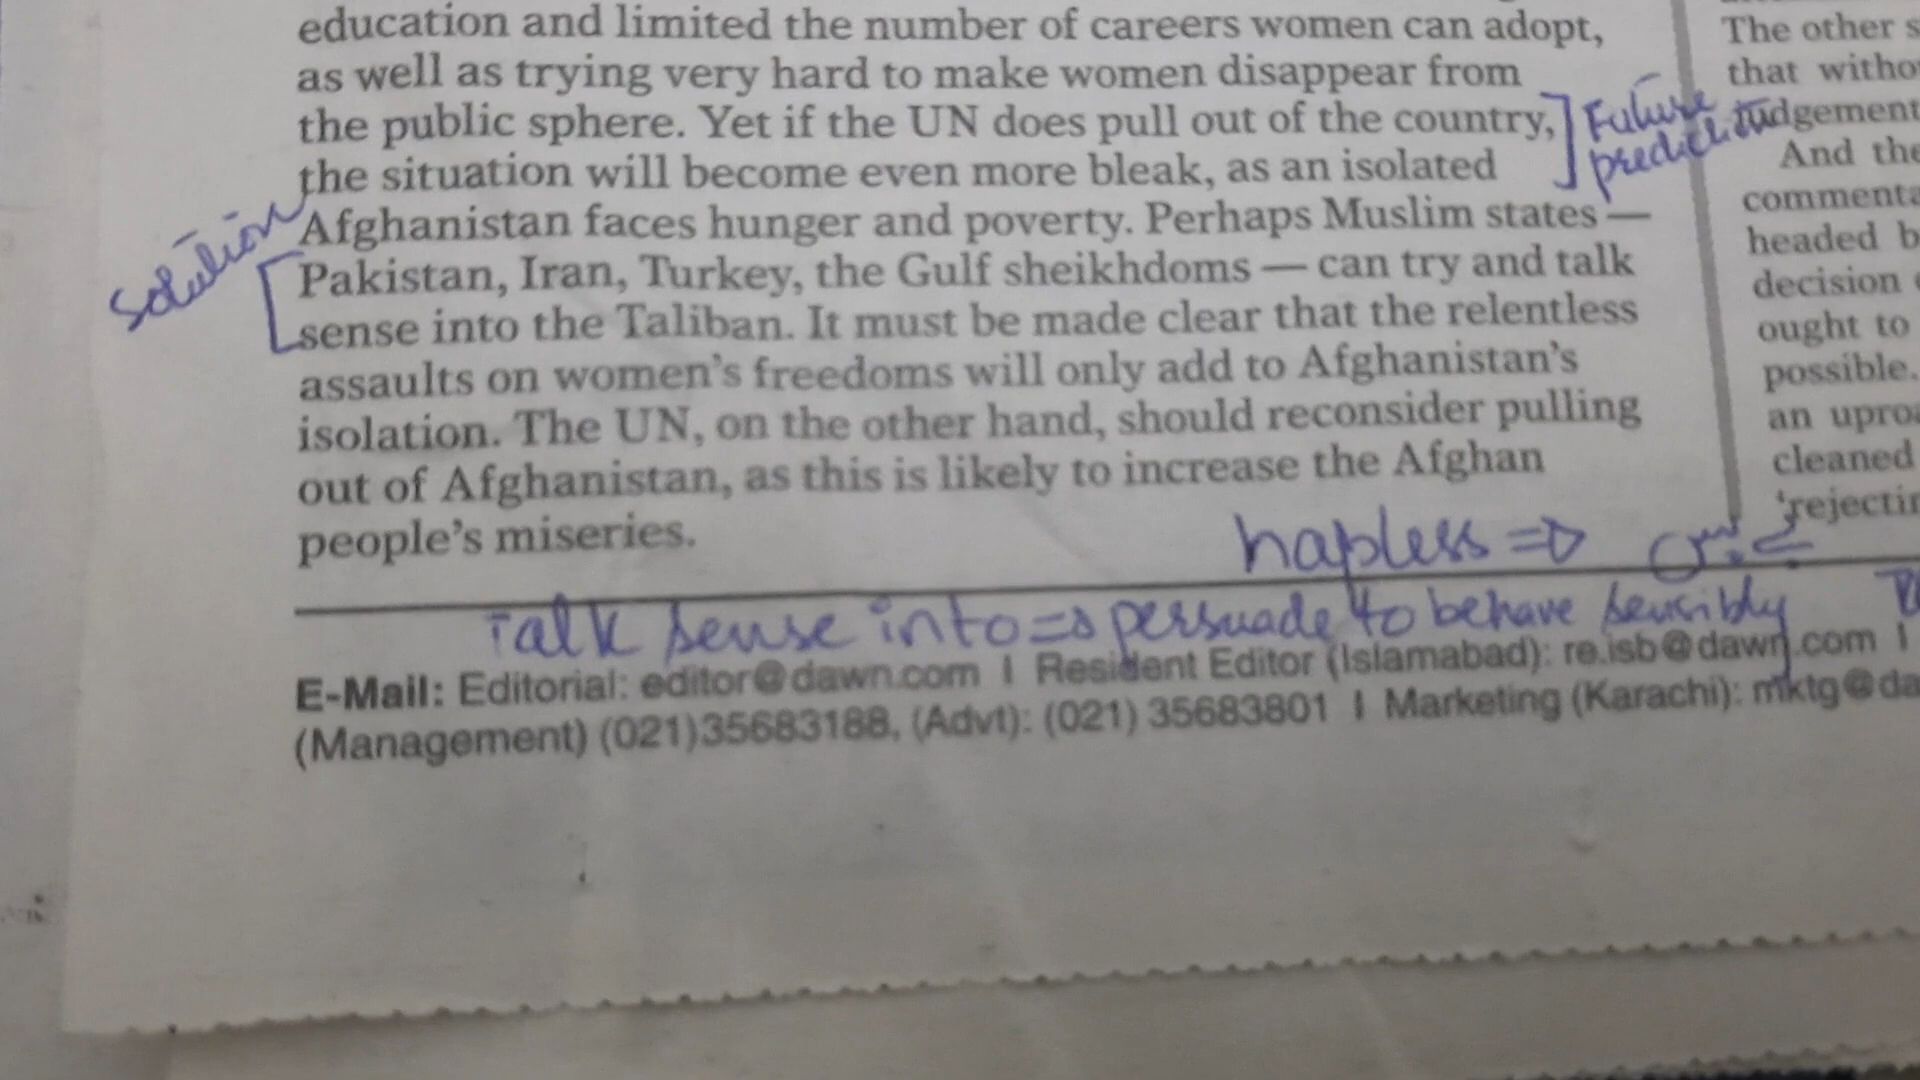 education and limited the number of careers women can adopt,
as well as trying very hard to make women disappear from
the public sphere. Yet if the UN does pull out of the country,
the situation will become even more bleak, as an isolated
Afghanistan faces hunger and poverty. Perhaps Muslim states —
Pakistan, Iran, Turkey, the Gulf sheikhdoms — can try and talk
sense into the Taliban. It must be made clear that the relentless
assaults on women's freedoms will only add to Afghanistan's
isolation. The UN, on the other hand, should reconsider pulling
out of Afghanistan, as this is likely to increase the Afghan
people's miseries.
Solution
Future
prediction
hapless ⇒
Talk sense into ⇒ persuade to behave sensibly
E-Mail: Editorial: editor@dawn.com | Resident Editor (Islamabad): re.isb@dawn.com |
(Management) (021)35683188, (Advt): (021) 35683801 | Marketing (Karachi): mktg@da
The other s
that witho
judgement
And the
commenta
headed b
decision
ought to
possible.
an upro
cleaned
'rejectin